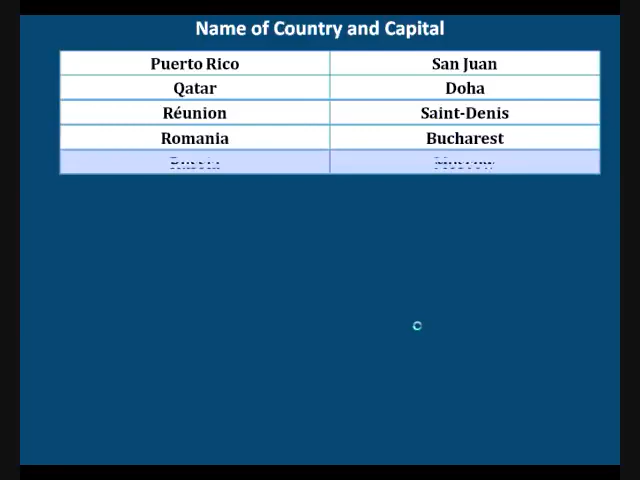 Name of Country and Capital
Puerto Rico San Juan
Qatar Doha
Réunion Saint-Denis
Romania Bucharest